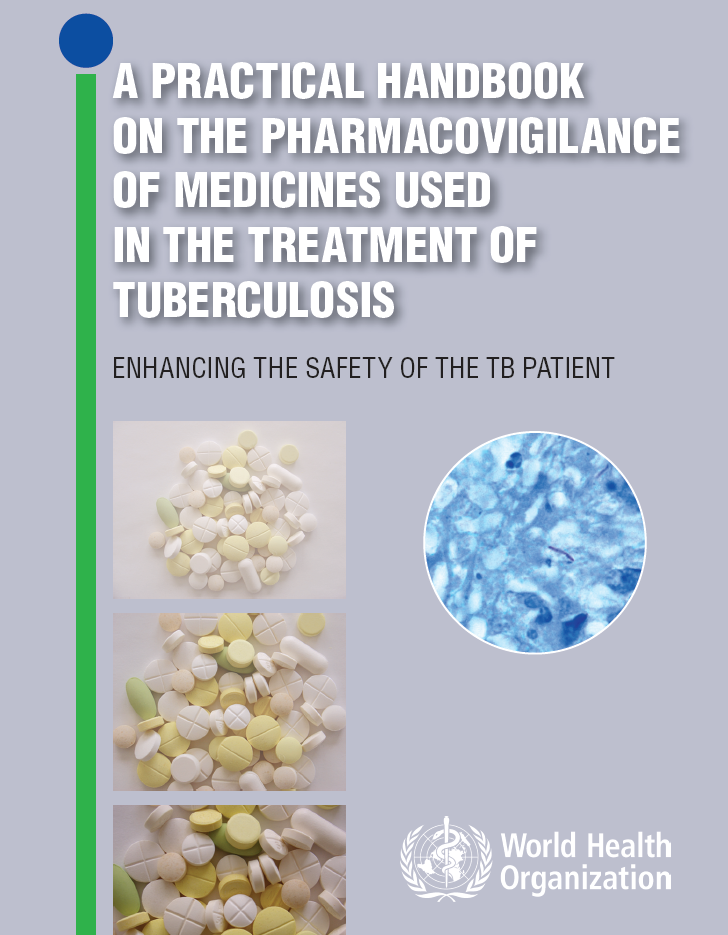 A PRACTICAL HANDBOOK
ON THE PHARMACOVIGILANCE
OF MEDICINES USED
IN THE TREATMENT OF
TUBERCULOSIS
ENHANCING THE SAFETY OF THE TB PATIENT
World Health
Organization